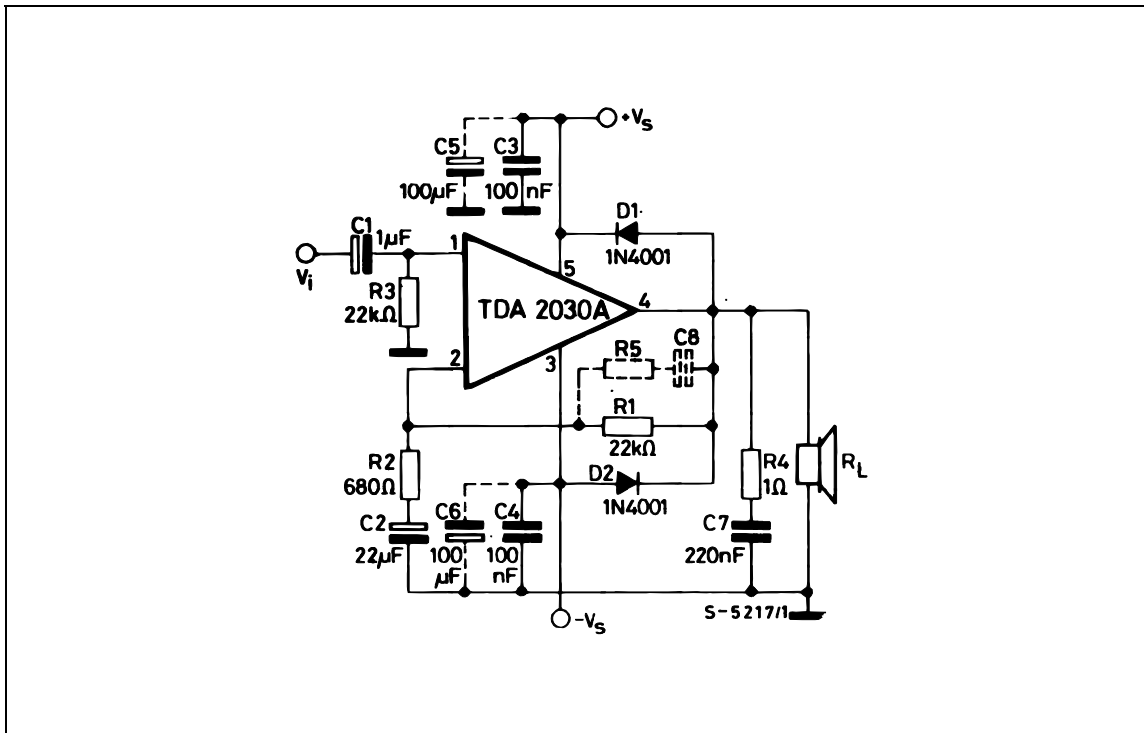 +Vs
C5
C3
100µF
100 nF
D1
1N4001
C1
1µF
Vi
R3
22kΩ
1
2
5
4
3
TDA 2030A
R5
C8
R1
22kΩ
R2
680Ω
C2
22µF
C6
100
µF
C4
100
nF
D2
1N4001
R4
1Ω
C7
220nF
RL
S-5217/1
-Vs